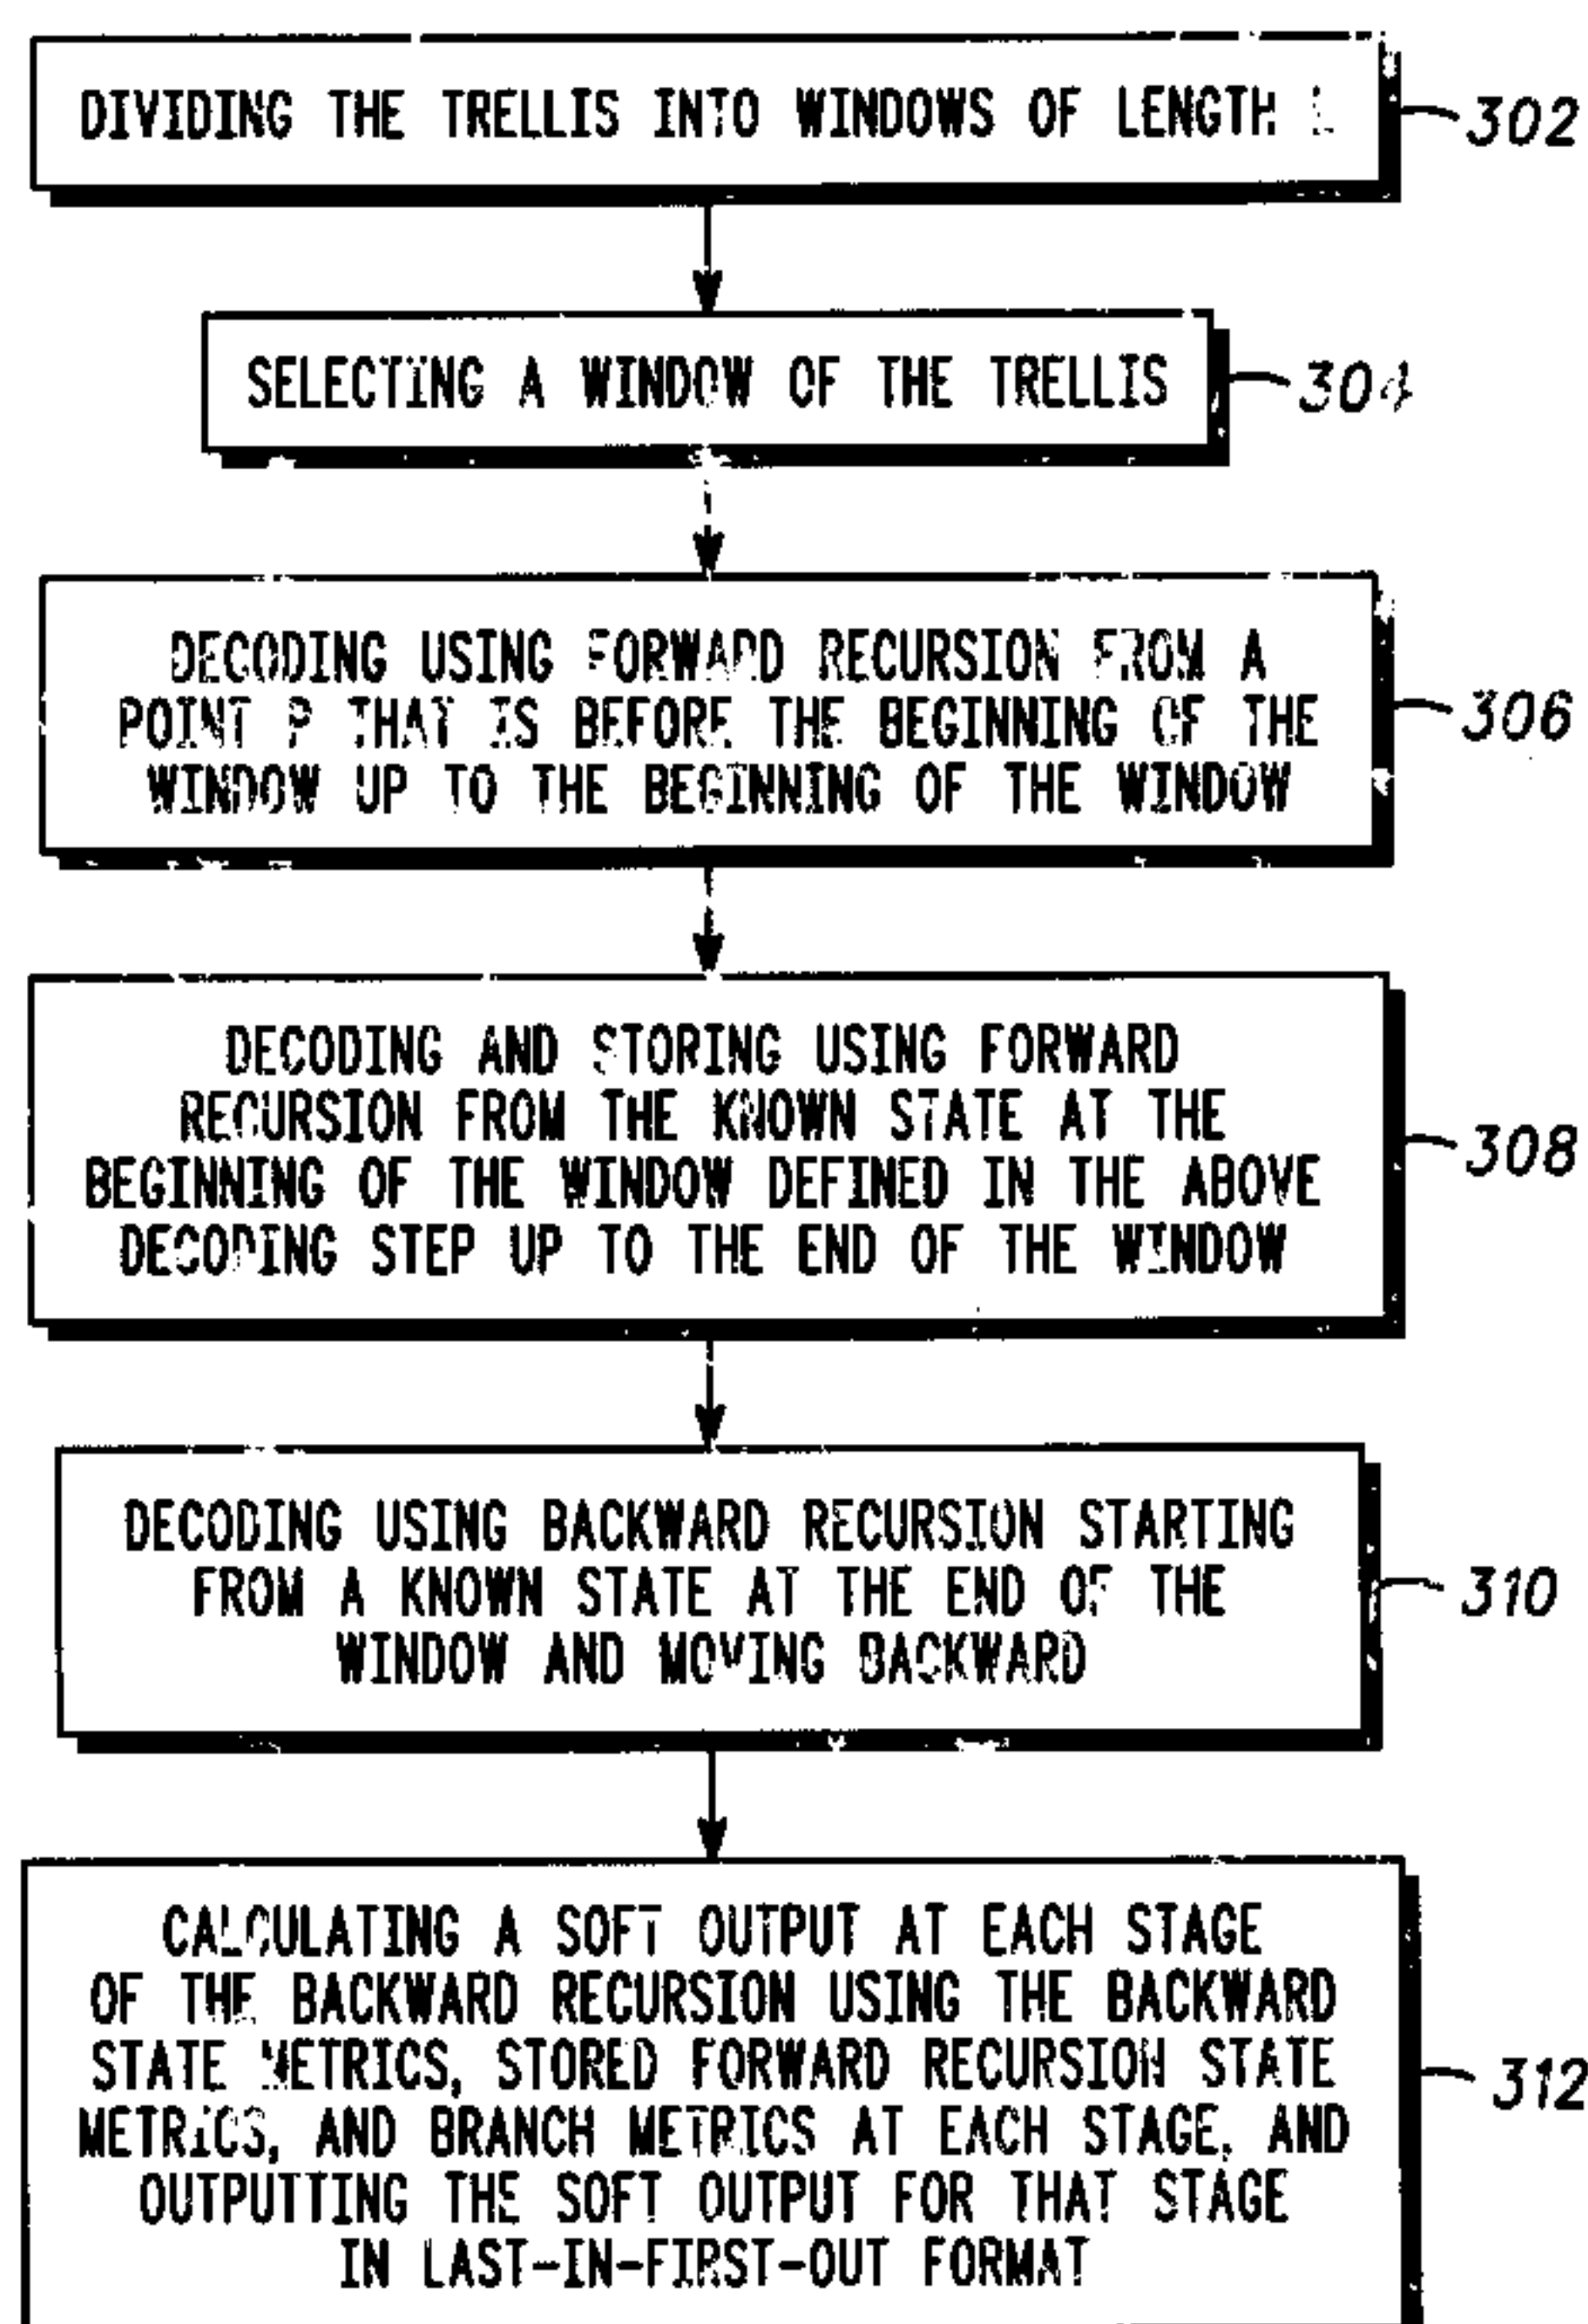 DIVIDING THE TRELLIS INTO WINDOWS OF LENGTH L
302
SELECTING A WINDOW OF THE TRELLIS
304
DECODING USING FORWARD RECURSION FROM A
POINT P THAT IS BEFORE THE BEGINNING OF THE
WINDOW UP TO THE BEGINNING OF THE WINDOW
306
DECODING AND STORING USING FORWARD
RECURSION FROM THE KNOWN STATE AT THE
BEGINNING OF THE WINDOW DEFINED IN THE ABOVE
DECODING STEP UP TO THE END OF THE WINDOW
308
DECODING USING BACKWARD RECURSION STARTING
FROM A KNOWN STATE AT THE END OF THE
WINDOW AND MOVING BACKWARD
310
CALCULATING A SOFT OUTPUT AT EACH STAGE
OF THE BACKWARD RECURSION USING THE BACKWARD
STATE METRICS, STORED FORWARD RECURSION STATE
METRICS, AND BRANCH METRICS AT EACH STAGE, AND
OUTPUTTING THE SOFT OUTPUT FOR THAT STAGE
IN LAST-IN-FIRST-OUT FORMAT
312